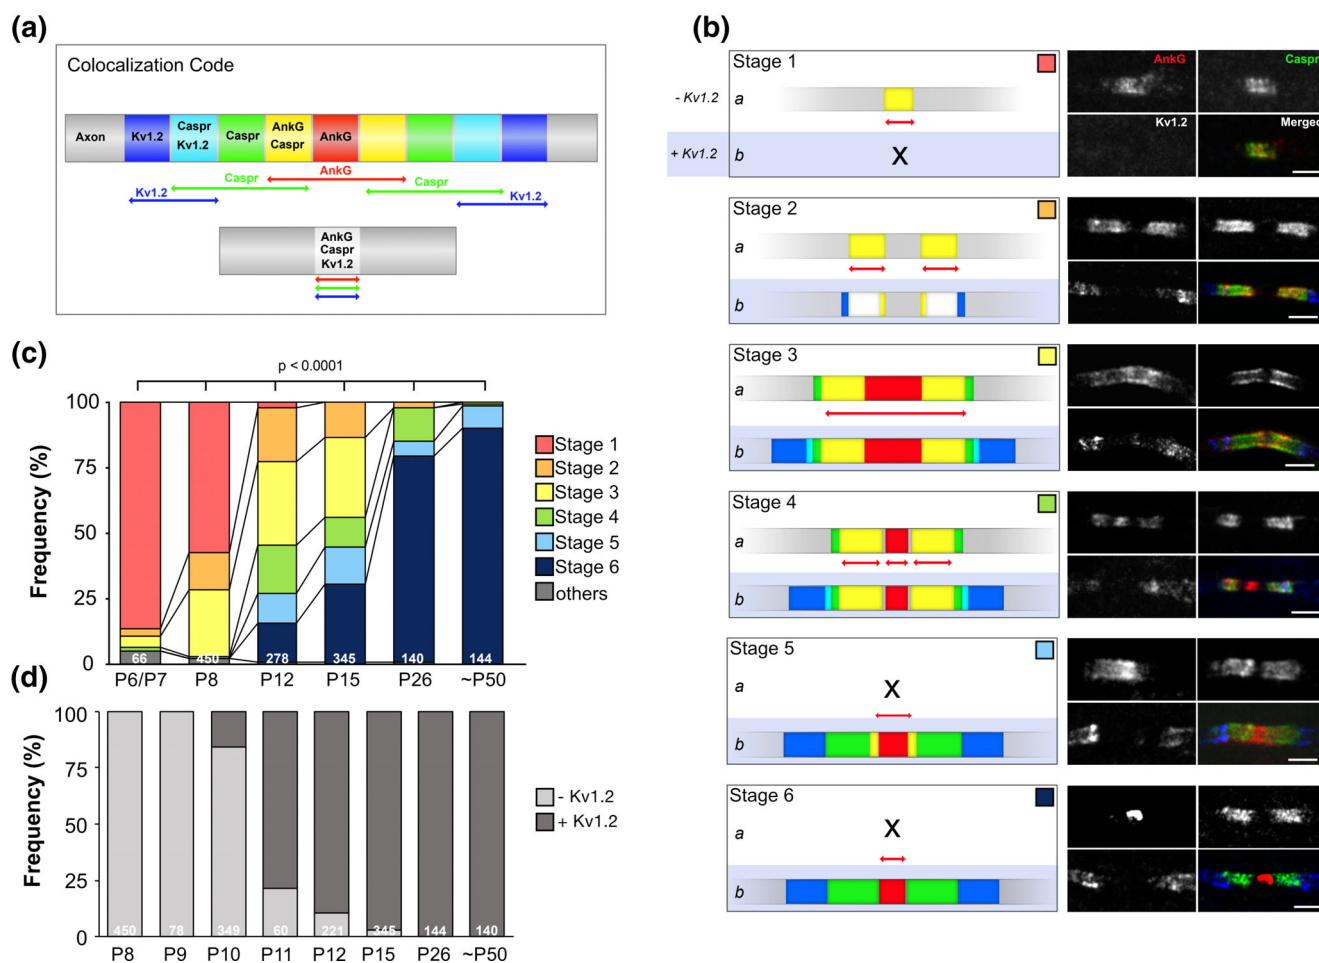 (a)
Colocalization Code
Axon Kv1.2 Caspr Kv1.2 Caspr AnkG Caspr AnkG
AnkG
Caspr Caspr
Kv1.2 Kv1.2
AnkG
Caspr
Kv1.2
(b)
Stage 1
- Kv1.2 a
+ Kv1.2 b X
AnkG Caspr
Kv1.2 Merged
Stage 2
a
b
Stage 3
a
b
Stage 4
a
b
Stage 5
a X
b
Stage 6
a X
b
(c)
p < 0.0001
Frequency (%)
100
75
50
25
0
66 450 278 345 140 144
P6/P7 P8 P12 P15 P26 ~P50
Stage 1
Stage 2
Stage 3
Stage 4
Stage 5
Stage 6
others
(d)
Frequency (%)
100
75
50
25
0
450 78 349 60 221 345 144 140
P8 P9 P10 P11 P12 P15 P26 ~P50
- Kv1.2
+ Kv1.2